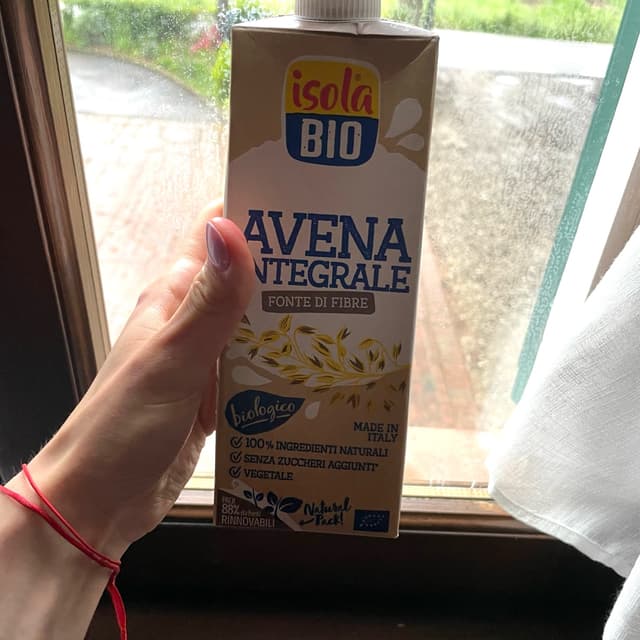 isola
BIO
AVENA
INTEGRALE
FONTE DI FIBRE
biologico
MADE IN
ITALY
100% INGREDIENTI NATURALI
SENZA ZUCCHERI AGGIUNTI*
VEGETALE
88%
RINNOVABILI
Natural
Pack!